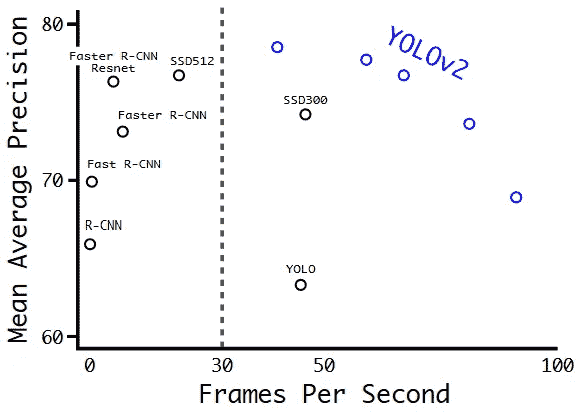 80
Faster R-CNN
Resnet
SSD512
YOLOv2
SSD300
Faster R-CNN
Fast R-CNN
70
R-CNN
YOLO
60
Mean Average Precision
0
30
50
100
Frames Per Second